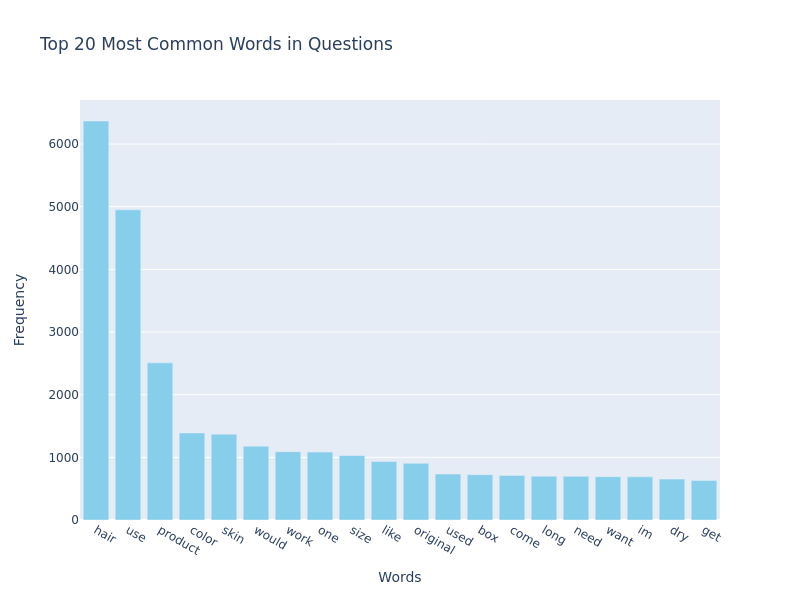 Top 20 Most Common Words in Questions
6000
5000
4000
3000
2000
1000
0
Frequency
hair
use
product
color
skin
would
work
one
size
like
original
used
box
come
long
need
want
im
dry
get
Words